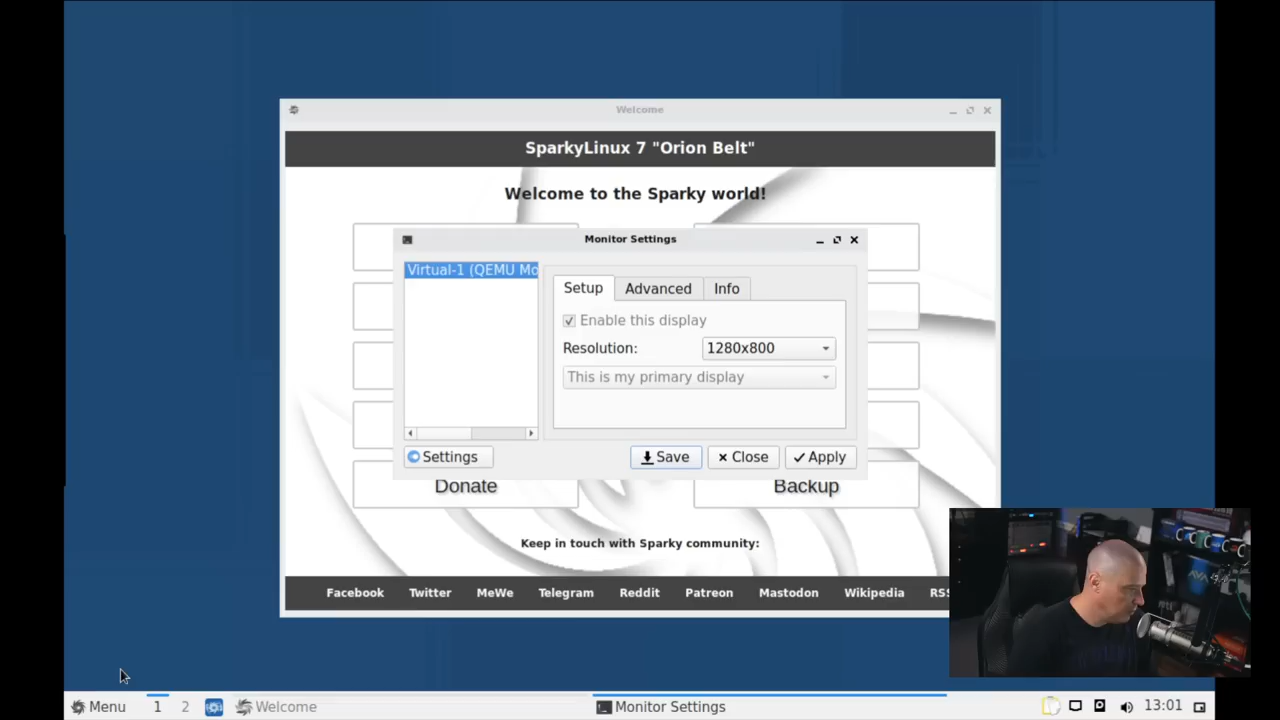 Welcome
SparkyLinux 7 "Orion Belt"
Welcome to the Sparky world!
Monitor Settings
Virtual-1 (QEMU Mo
Setup
Advanced
Info
Enable this display
Resolution:
1280x800
This is my primary display
Settings
Save
Close
Apply
Donate
Backup
Keep in touch with Sparky community:
Facebook Twitter MeWe Telegram Reddit Patreon Mastodon Wikipedia RSS
Menu 1 2 Welcome Monitor Settings 13:01